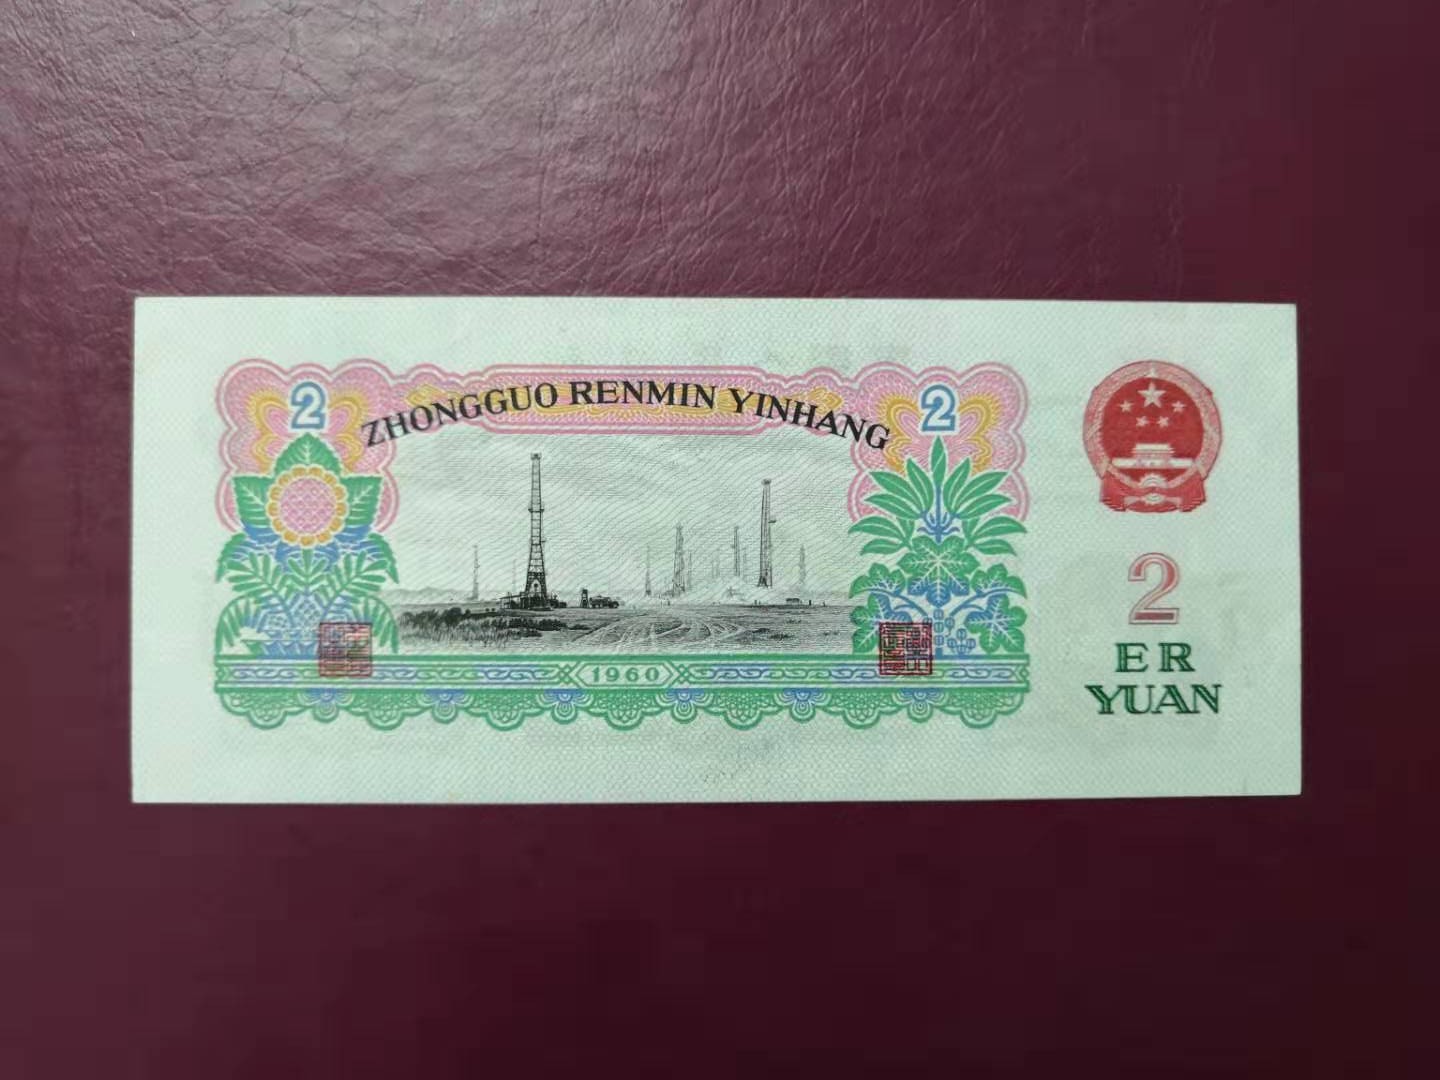 2
2
ZHONGGUO RENMIN YINHANG
1960
2
ER
YUAN